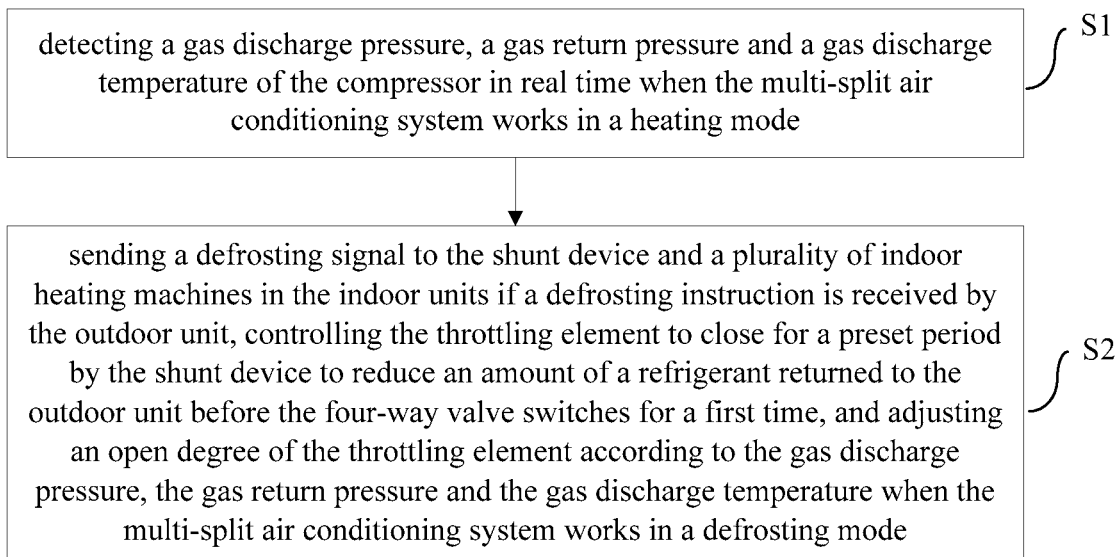 detecting a gas discharge pressure, a gas return pressure and a gas discharge
temperature of the compressor in real time when the multi-split air
conditioning system works in a heating mode
S1
sending a defrosting signal to the shunt device and a plurality of indoor
heating machines in the indoor units if a defrosting instruction is received by
the outdoor unit, controlling the throttling element to close for a preset period
by the shunt device to reduce an amount of a refrigerant returned to the
outdoor unit before the four-way valve switches for a first time, and adjusting
an open degree of the throttling element according to the gas discharge
pressure, the gas return pressure and the gas discharge temperature when the
multi-split air conditioning system works in a defrosting mode
S2